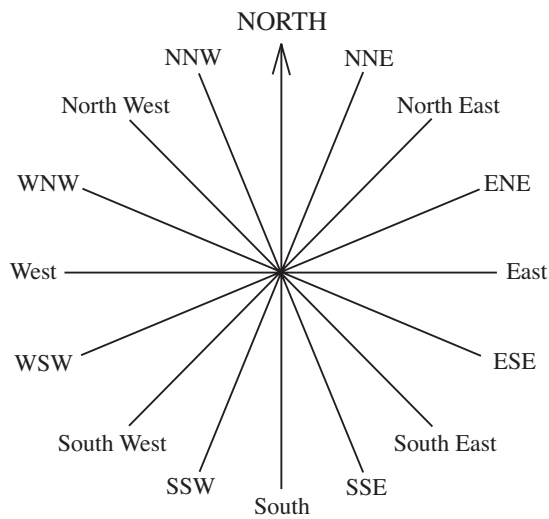 NORTH
NNW
NNE
North West
North East
WNW
ENE
West
East
WSW
ESE
South West
South East
SSW
SSE
South